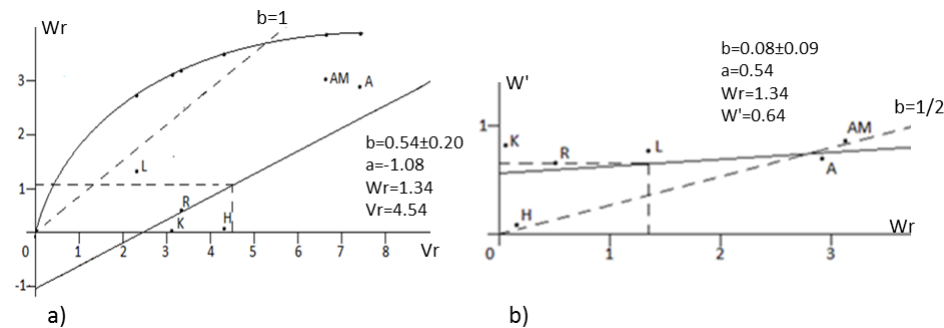 Wr
b=1
3
AM
A
2
L
b=0.54±0.20
a=-1.08
Wr=1.34
Vr=4.54
1
R
K
H
0 1 2 3 4 5 6 7 8 Vr
-1
a)
b=0.08±0.09
a=0.54
Wr=1.34
W'=0.64
W'
b=1/2
1
K
R
L
AM
A
H
Wr
0 1 2 3
b)